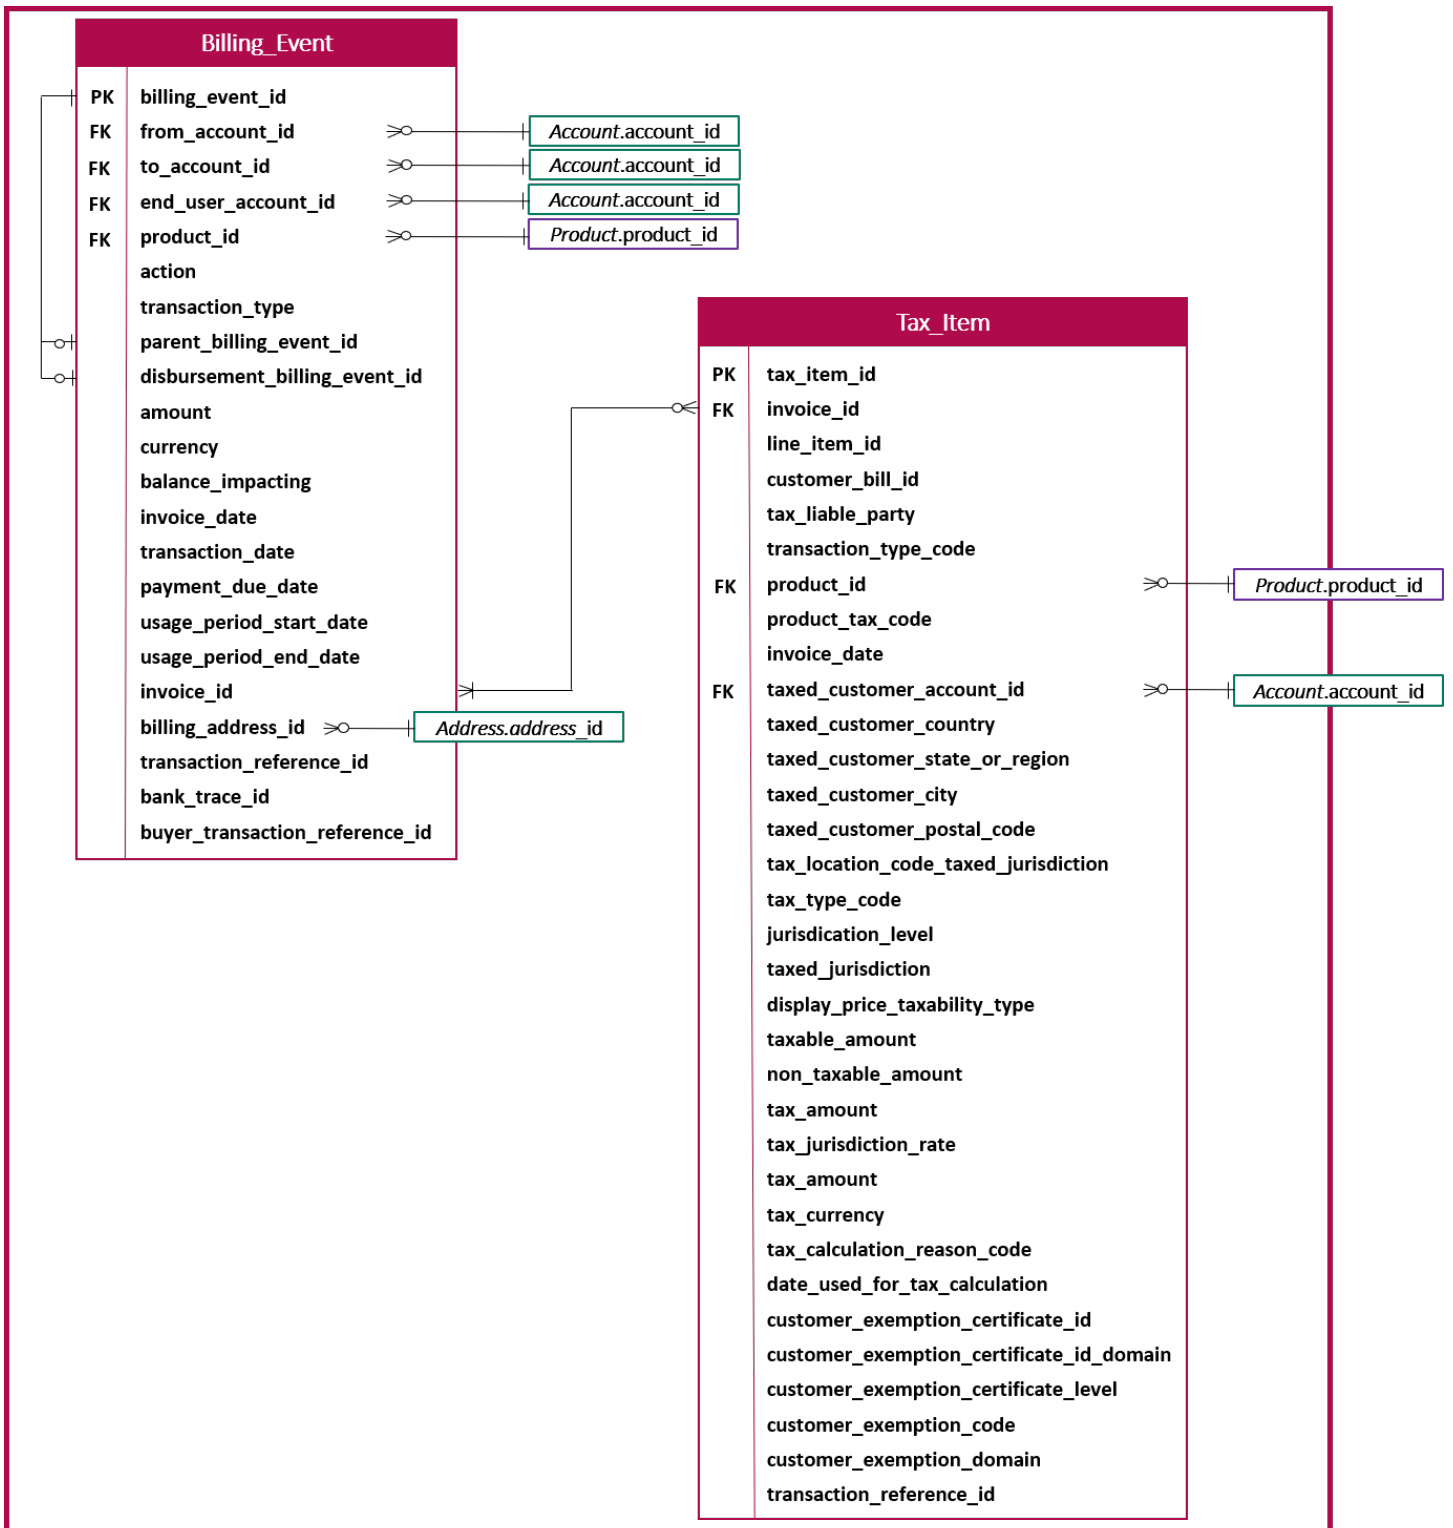 Billing_Event
PK billing_event_id
FK from_account_id Account.account_id
FK to_account_id Account.account_id
FK end_user_account_id Account.account_id
FK product_id Product.product_id
action
transaction_type
parent_billing_event_id
disbursement_billing_event_id
amount
currency
balance_impacting
invoice_date
transaction_date
payment_due_date
usage_period_start_date
usage_period_end_date
invoice_id
billing_address_id Address.address_id
transaction_reference_id
bank_trace_id
buyer_transaction_reference_id
Tax_Item
PK tax_item_id
FK invoice_id
line_item_id
customer_bill_id
tax_liable_party
transaction_type_code
FK product_id Product.product_id
product_tax_code
invoice_date
FK taxed_customer_account_id Account.account_id
taxed_customer_country
taxed_customer_state_or_region
taxed_customer_city
taxed_customer_postal_code
tax_location_code_taxed_jurisdiction
tax_type_code
jurisdication_level
taxed_jurisdiction
display_price_taxability_type
taxable_amount
non_taxable_amount
tax_amount
tax_jurisdiction_rate
tax_amount
tax_currency
tax_calculation_reason_code
date_used_for_tax_calculation
customer_exemption_certificate_id
customer_exemption_certificate_id_domain
customer_exemption_certificate_level
customer_exemption_code
customer_exemption_domain
transaction_reference_id